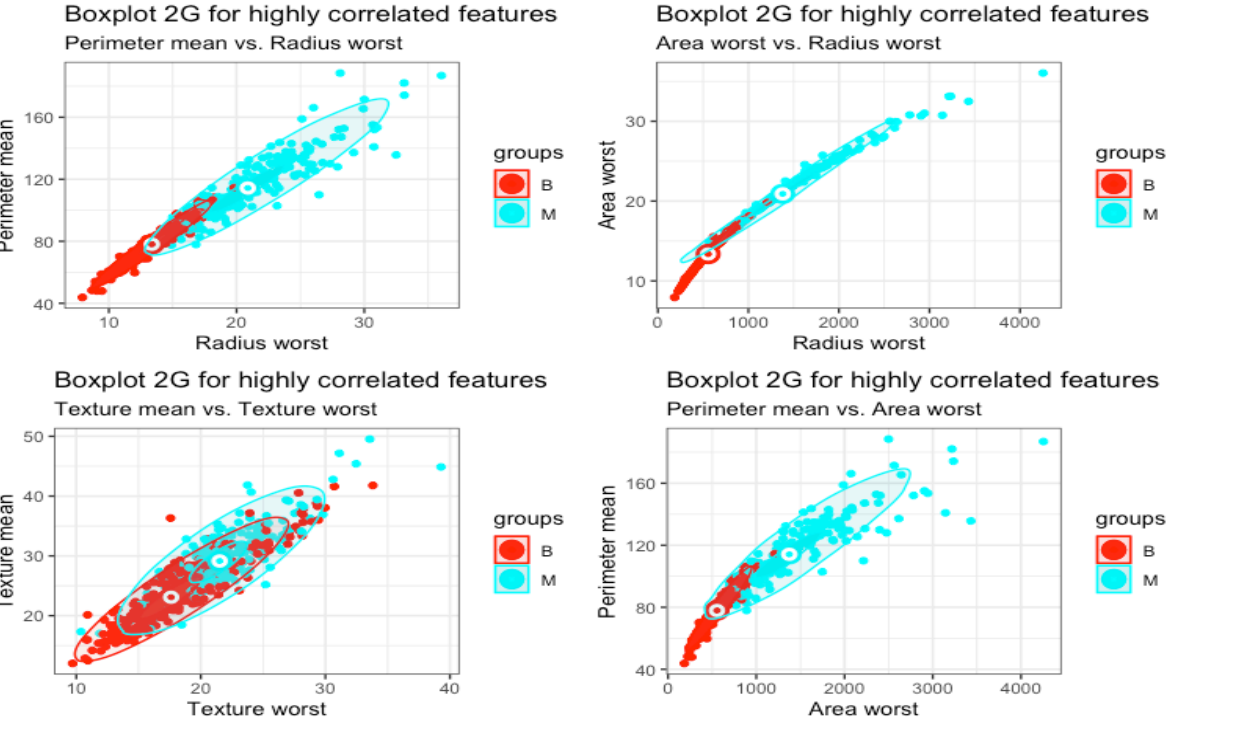 Boxplot 2G for highly correlated features
Perimeter mean vs. Radius worst
Perimeter mean
160
120
80
40
10 20 30
Radius worst
groups
B
M
Boxplot 2G for highly correlated features
Area worst vs. Radius worst
Area worst
30
20
10
0 1000 2000 3000 4000
Radius worst
groups
B
M
Boxplot 2G for highly correlated features
Texture mean vs. Texture worst
Texture mean
50
40
30
20
10 20 30 40
Texture worst
groups
B
M
Boxplot 2G for highly correlated features
Perimeter mean vs. Area worst
Perimeter mean
160
120
80
40
0 1000 2000 3000 4000
Area worst
groups
B
M